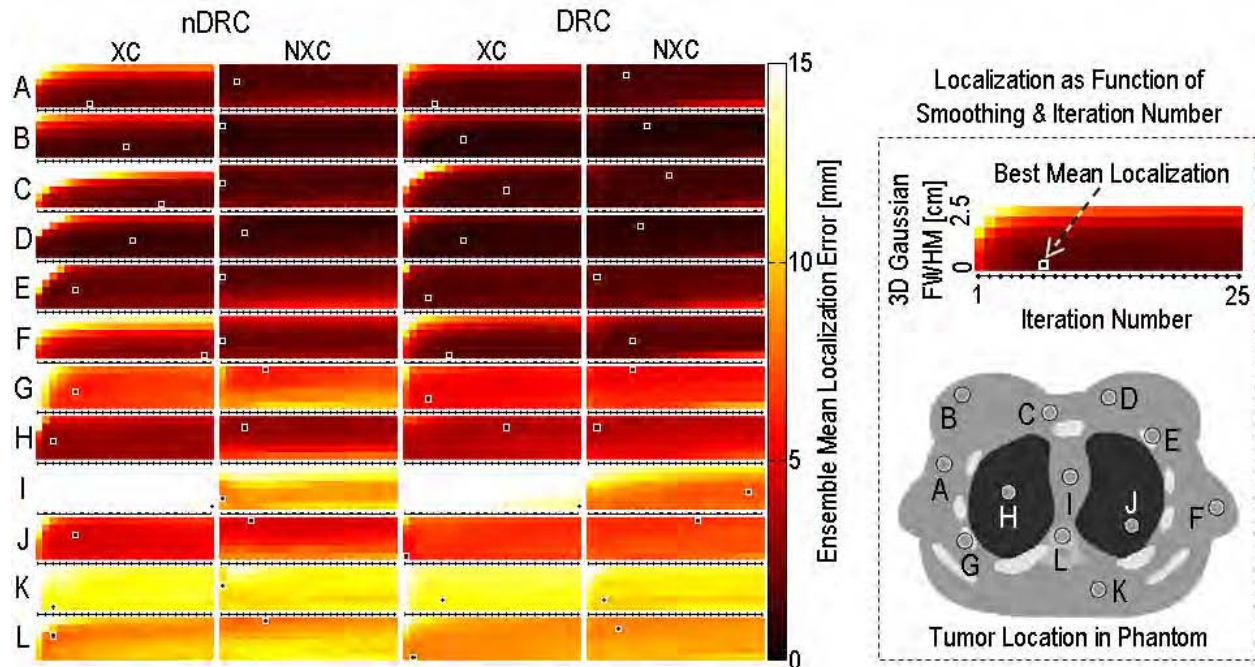 nDRC
DRC
XC
NXC
XC
NXC
A
B
C
D
E
F
G
H
I
J
K
L
15
10
5
0
Ensemble Mean Localization Error [mm]
Localization as Function of
Smoothing & Iteration Number
Best Mean Localization
3D Gaussian
FWHM [cm]
2.5
0
1
25
Iteration Number
B
C
D
E
A
I
H
J
F
G
L
K
Tumor Location in Phantom